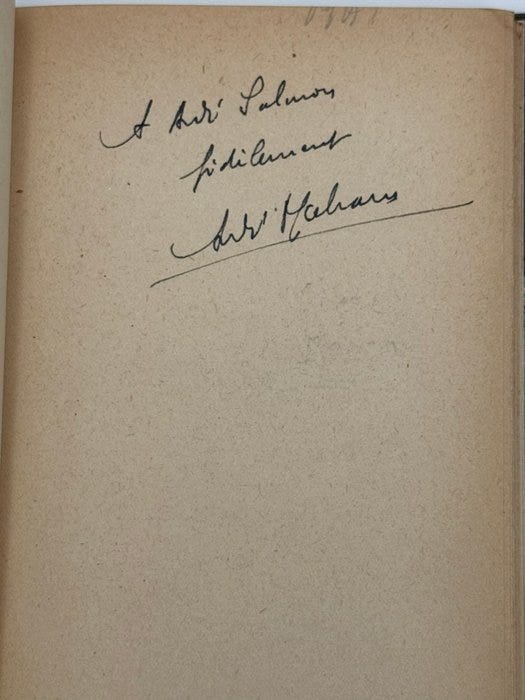 A André Salmon
fidèlement
André Malraux